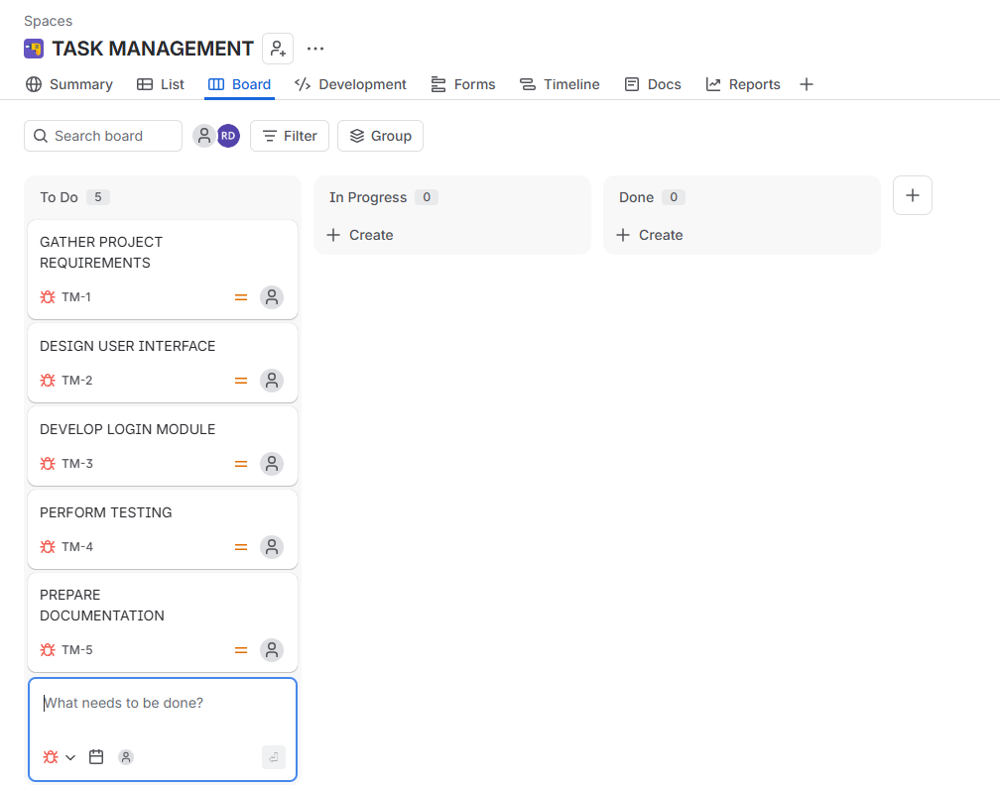 Spaces
TASK MANAGEMENT
Summary List Board Development Forms Timeline Docs Reports
Search board RD Filter Group
To Do 5 In Progress 0 Done 0
Create Create
GATHER PROJECT
REQUIREMENTS
TM-1
DESIGN USER INTERFACE
TM-2
DEVELOP LOGIN MODULE
TM-3
PERFORM TESTING
TM-4
PREPARE
DOCUMENTATION
TM-5
What needs to be done?